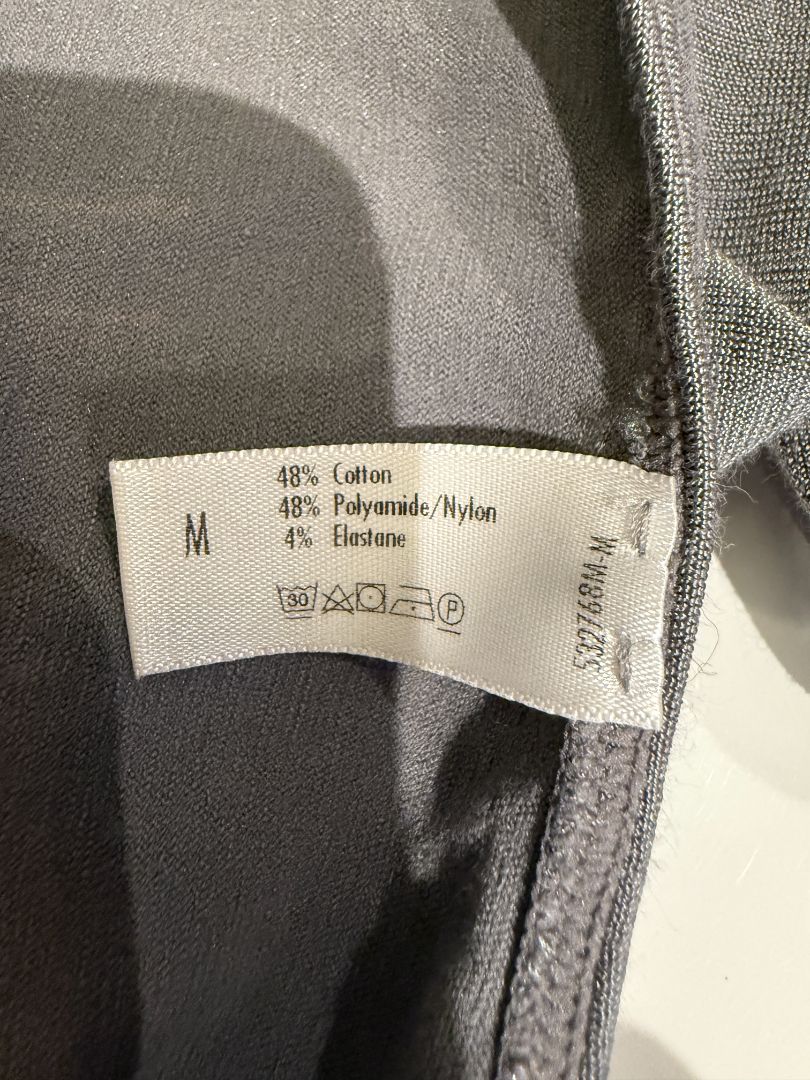 M
48% Cotton
48% Polyamide/Nylon
4% Elastane
30
P
532768M-M